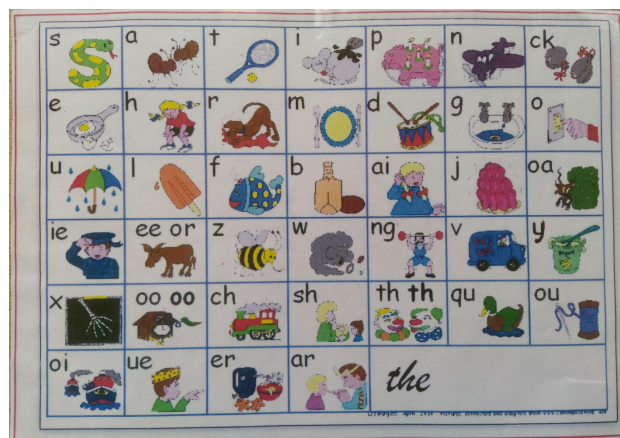 s a t i p n ck
e h r m d g o
u l f b ai j oa
ie ee or z w ng v y
x oo oo ch sh th th qu ou
oi ue er ar the